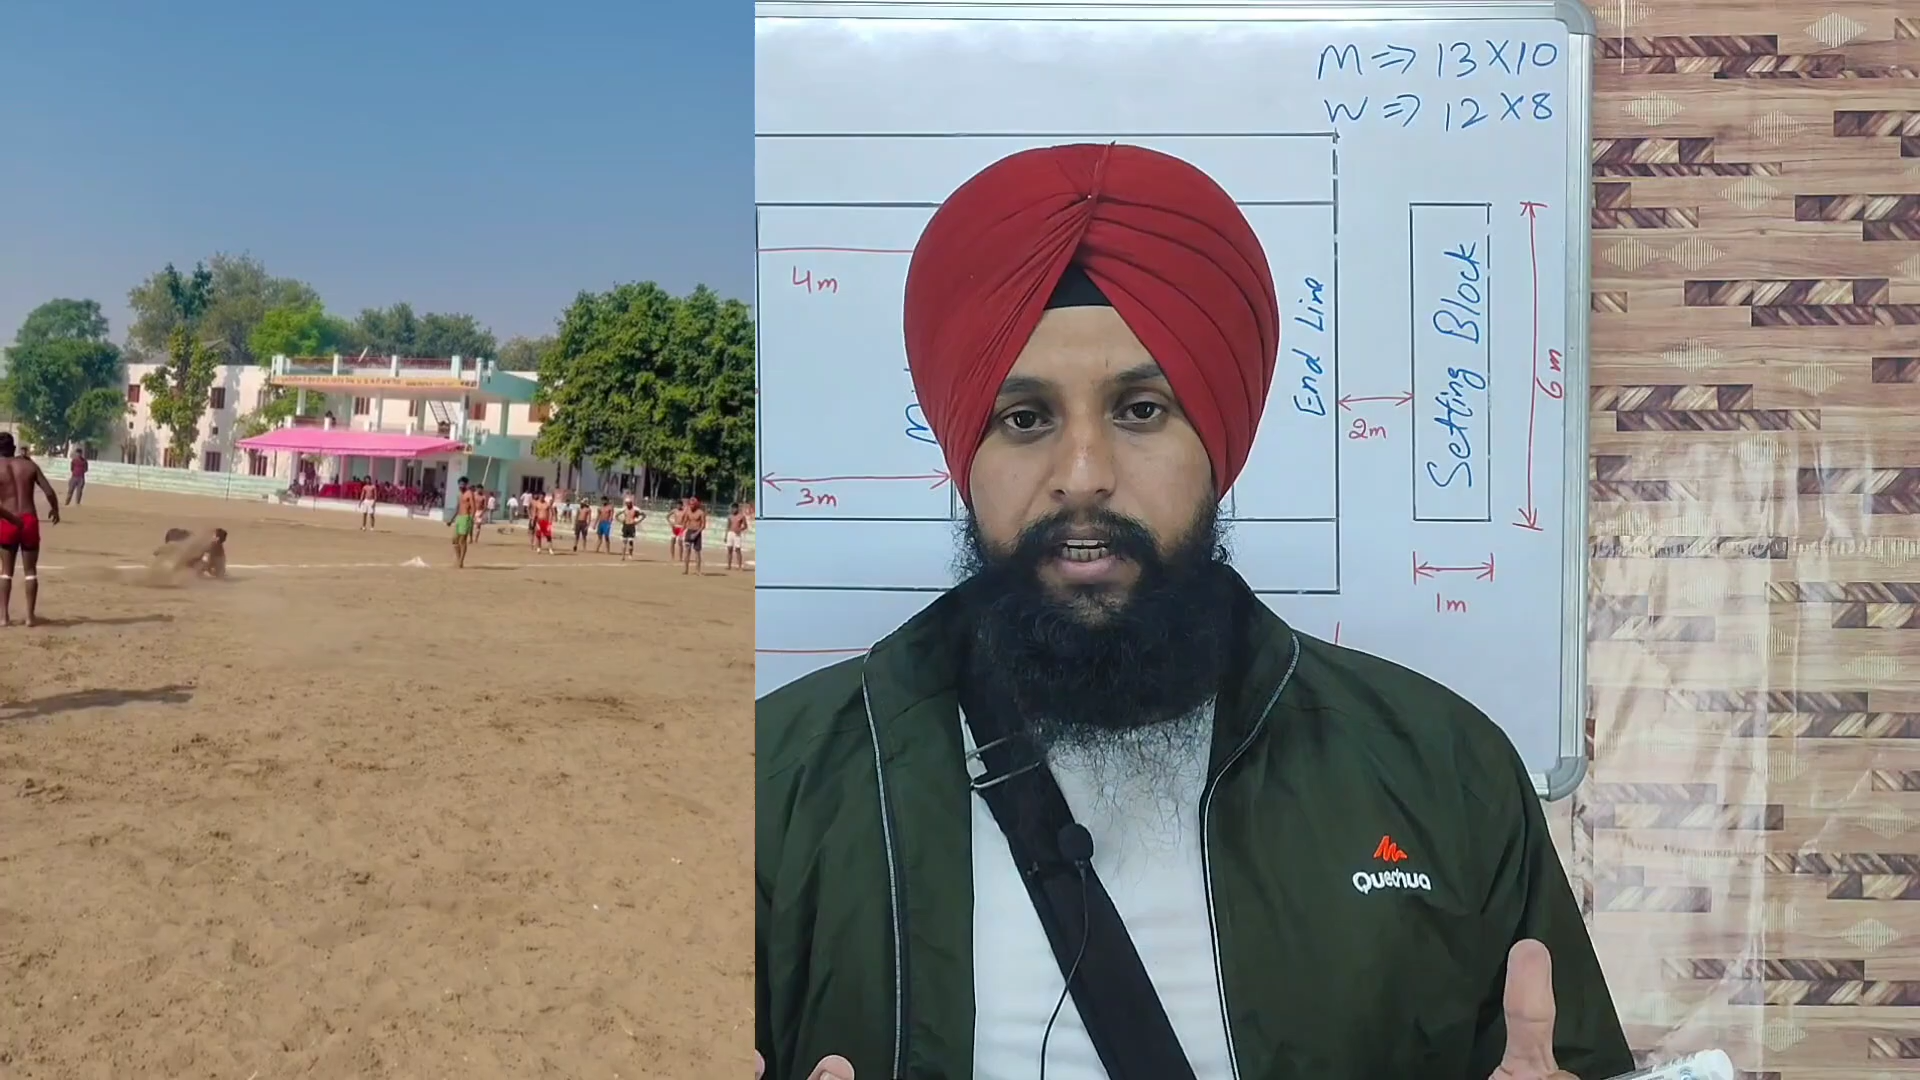 M => 13 X 10
W => 12 X 8
4m
End Line
Setting Block
6m
2m
3m
1m
Quechua